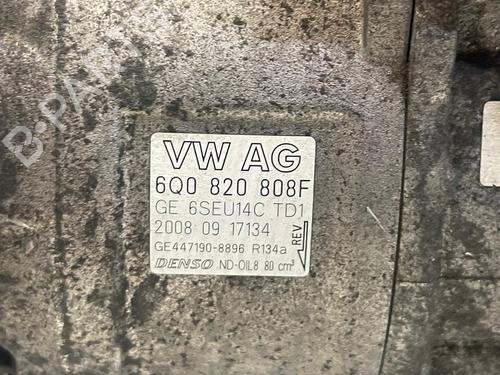 B-PARTS
VW AG
6Q0 820 808F
GE 6SEU14C TD1
2008 09 17134
GE447190-8896 R134a
REV
DENSO ND-OIL8 80 cm³